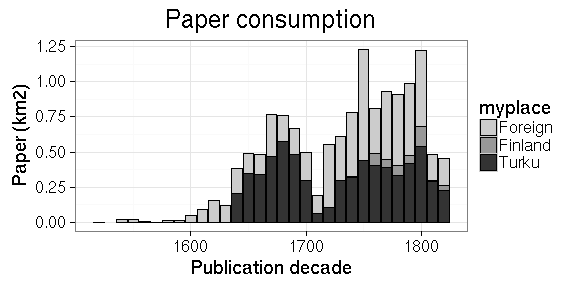 Paper consumption
1.25
1.00
0.75
0.50
0.25
0.00
Paper (km2)
1600
1700
1800
Publication decade
myplace
Foreign
Finland
Turku